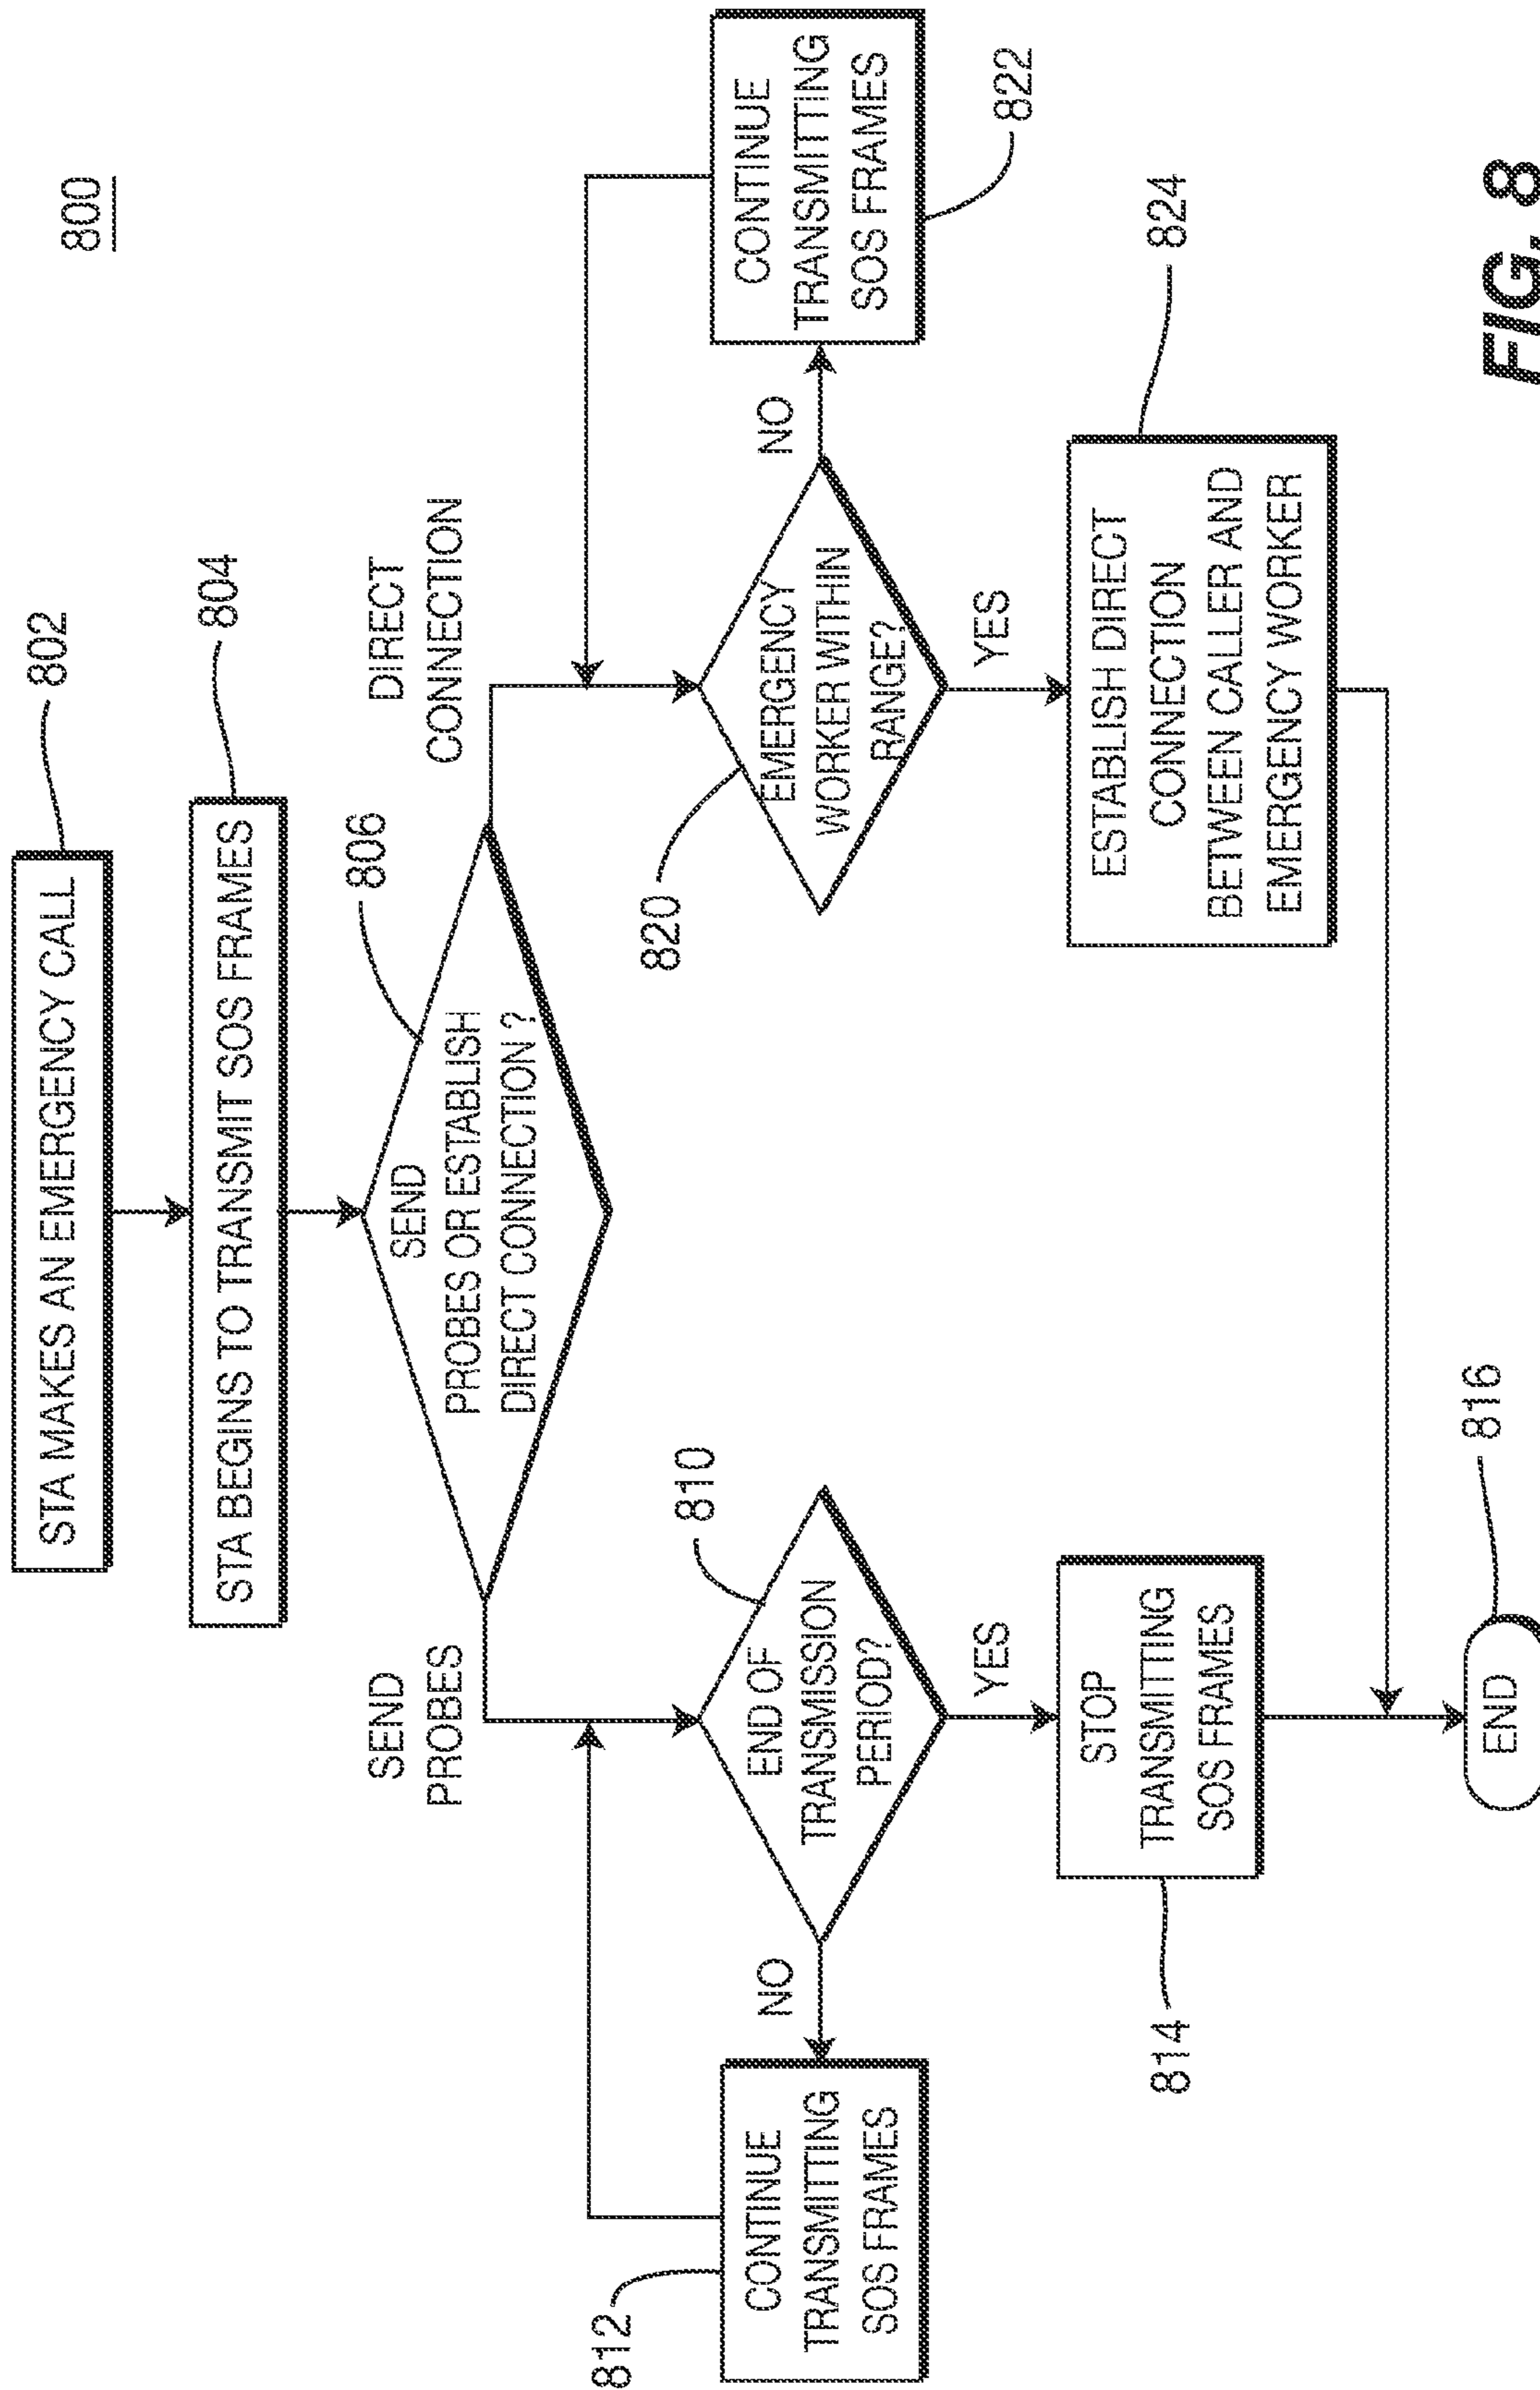 800
STA MAKES AN EMERGENCY CALL
802
STA BEGINS TO TRANSMIT SOS FRAMES
804
SEND
PROBES OR ESTABLISH
DIRECT CONNECTION ?
806
SEND
PROBES
DIRECT
CONNECTION
END OF
TRANSMISSION
PERIOD?
810
NO
CONTINUE
TRANSMITTING
SOS FRAMES
812
YES
STOP
TRANSMITTING
SOS FRAMES
814
EMERGENCY
WORKER WITHIN
RANGE?
820
NO
CONTINUE
TRANSMITTING
SOS FRAMES
822
YES
ESTABLISH DIRECT
CONNECTION
BETWEEN CALLER AND
EMERGENCY WORKER
824
END
816
FIG. 8